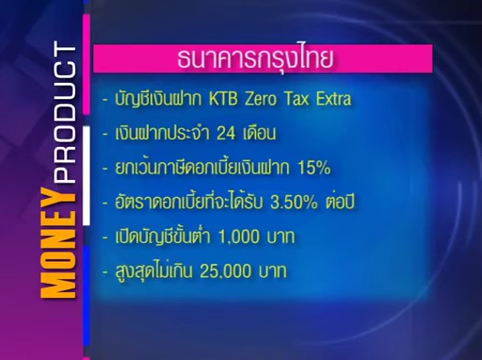 MONEY PRODUCT
ธนาคารกรุงไทย
- บัญชีเงินฝาก KTB Zero Tax Extra
- เงินฝากประจำ 24 เดือน
- ยกเว้นภาษีดอกเบี้ยเงินฝาก 15%
- อัตราดอกเบี้ยที่จะได้รับ 3.50% ต่อปี
- เปิดบัญชีขั้นต่ำ 1,000 บาท
- สูงสุดไม่เกิน 25,000 บาท